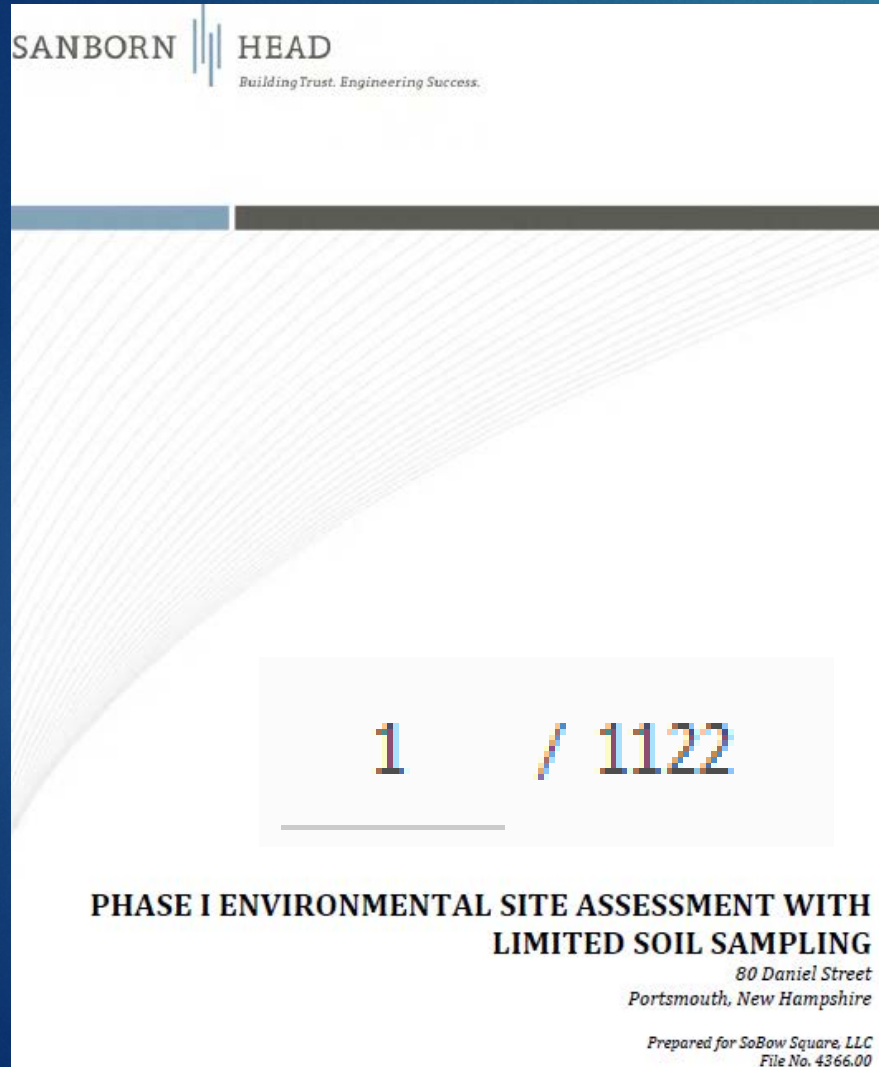 SANBORN HEAD
Building Trust. Engineering Success.
1 / 1122
PHASE I ENVIRONMENTAL SITE ASSESSMENT WITH
LIMITED SOIL SAMPLING
80 Daniel Street
Portsmouth, New Hampshire
Prepared for SoBow Square, LLC
File No. 4366.00